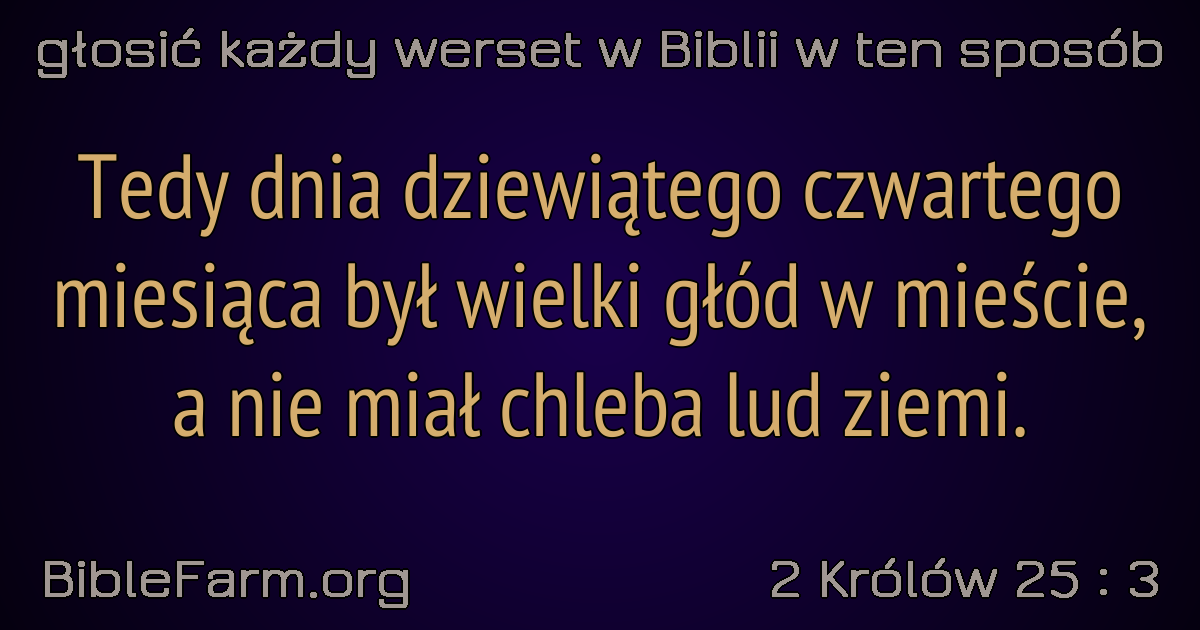 głosić każdy werset w Biblii w ten sposób
Tedy dnia dziewiątego czwartego
miesiąca był wielki głód w mieście,
a nie miał chleba lud ziemi.
BibleFarm.org
2 Królów 25 : 3